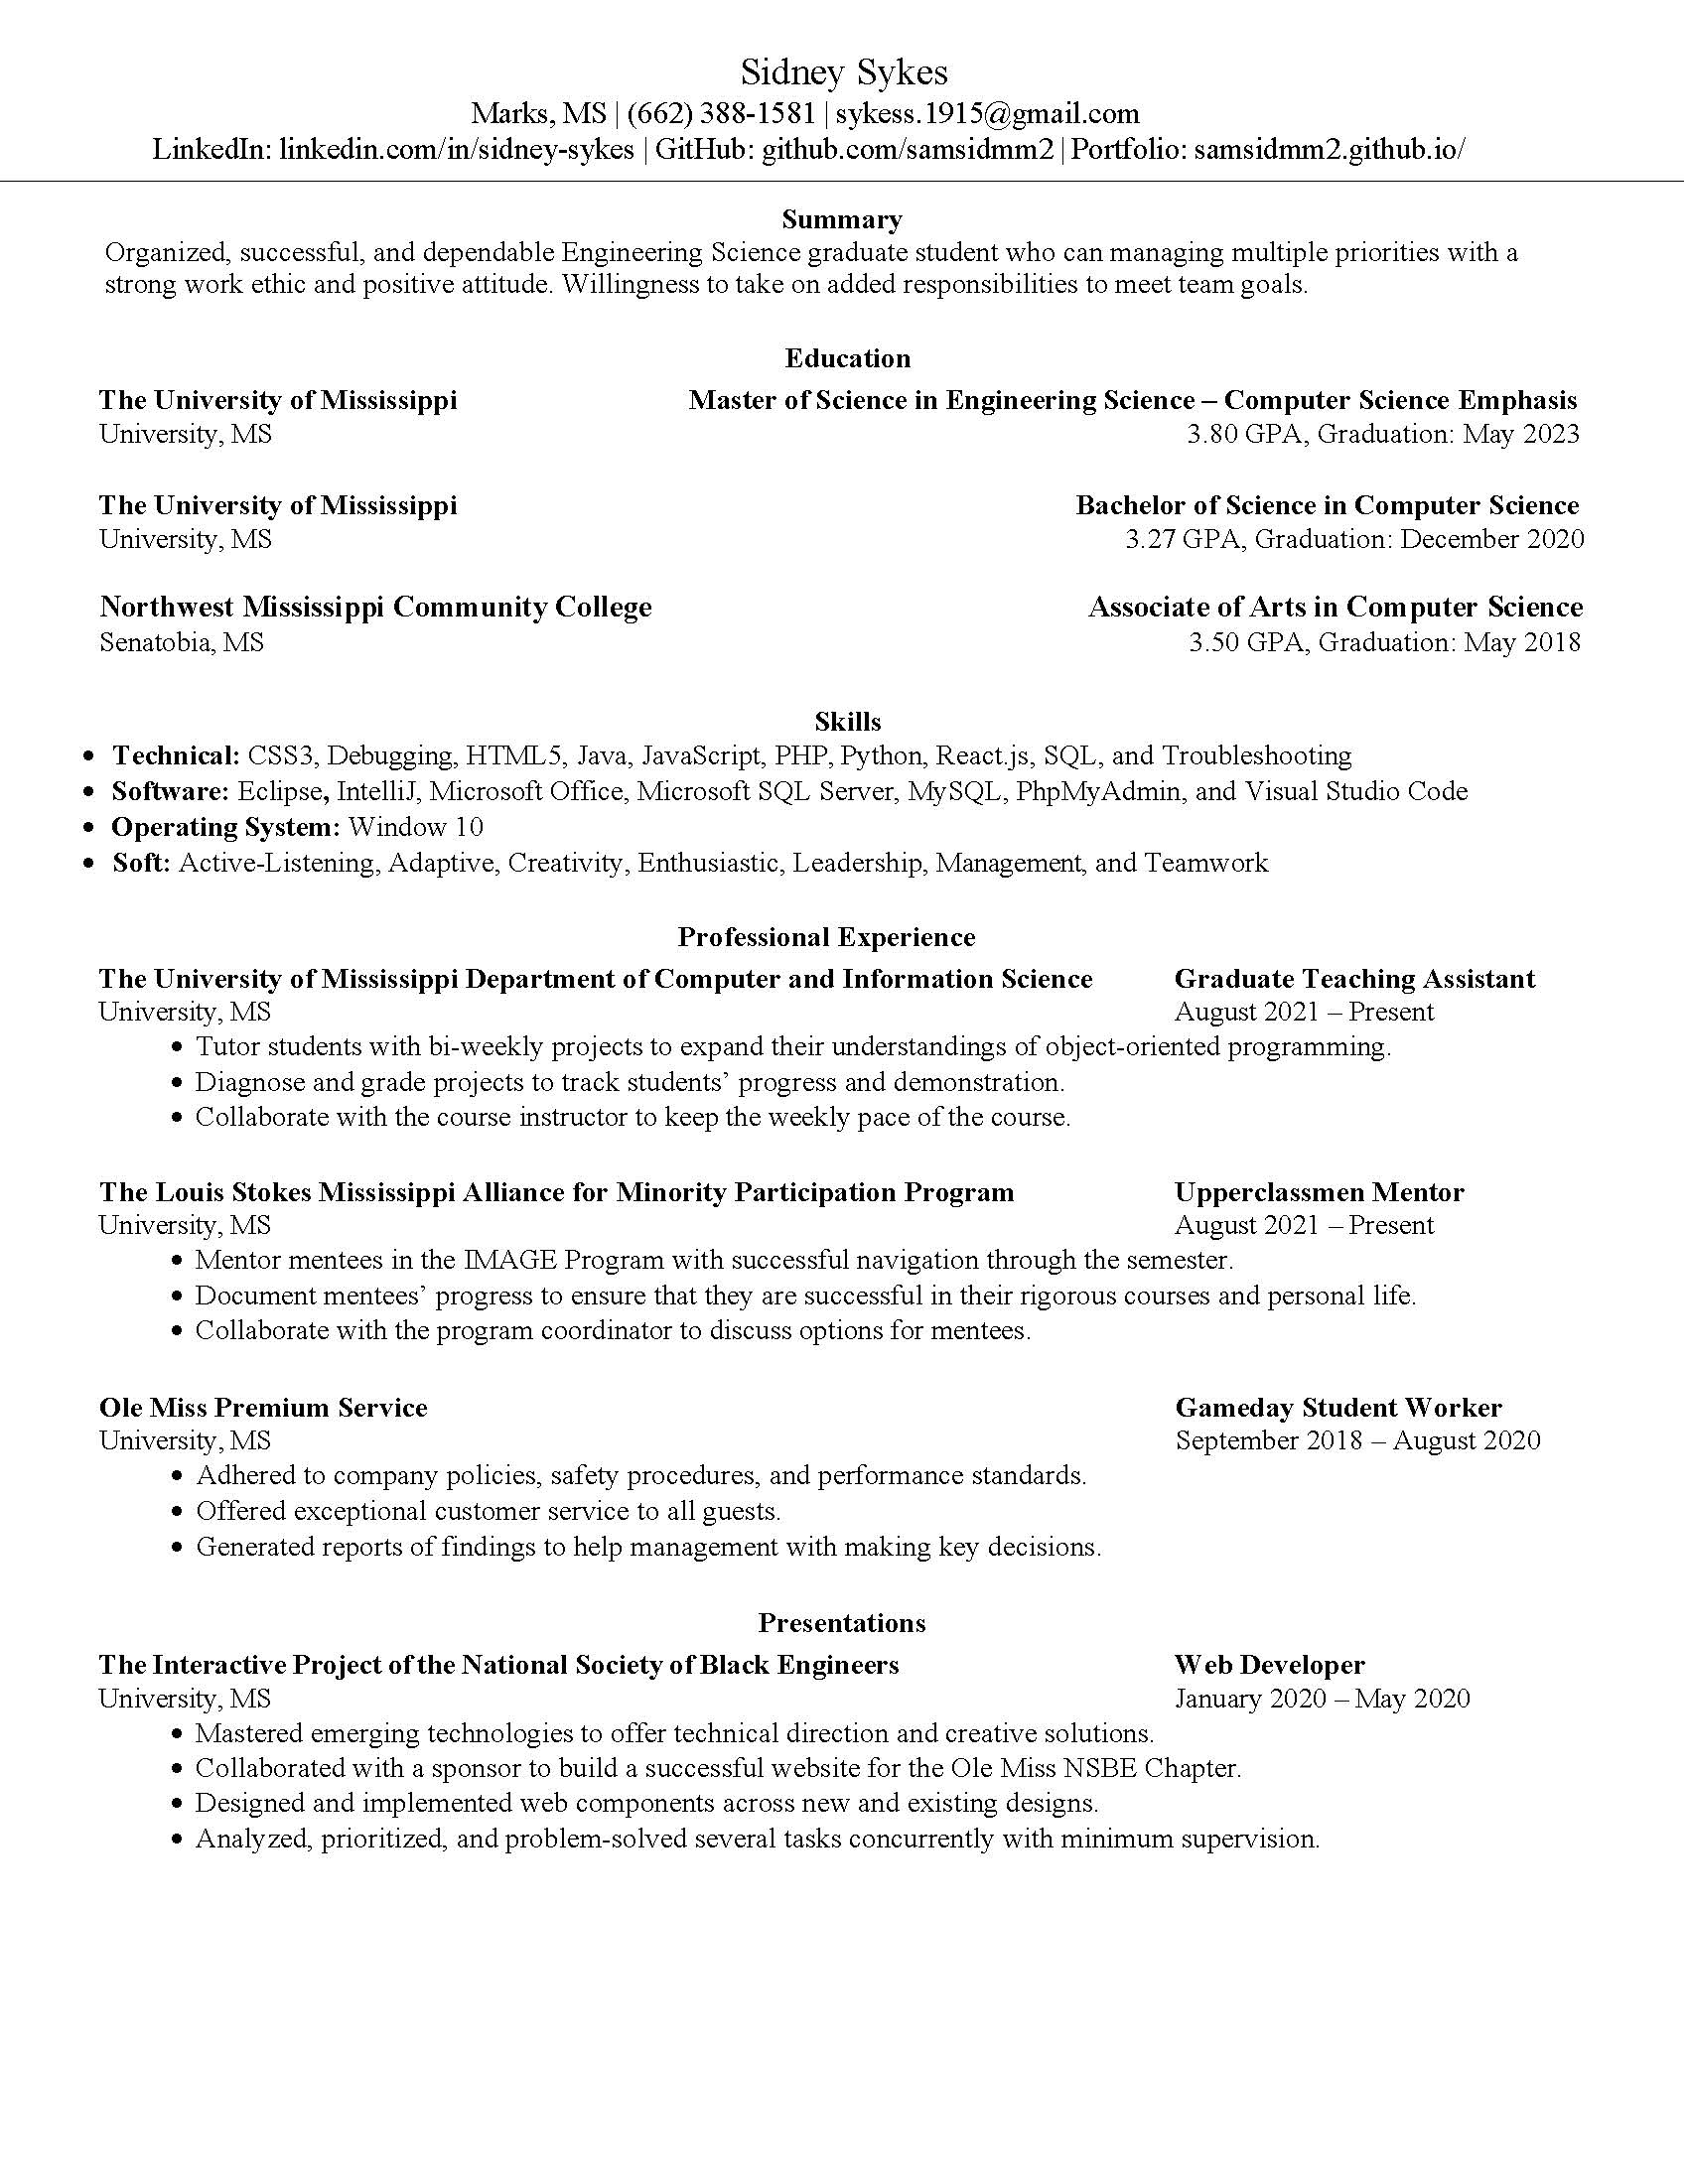 Sidney Sykes
Marks, MS | (662) 388-1581 | sykess.1915@gmail.com
LinkedIn: linkedin.com/in/sidney-sykes | GitHub: github.com/samsidmm2 | Portfolio: samsidmm2.github.io/
Summary
Organized, successful, and dependable Engineering Science graduate student who can managing multiple priorities with a
strong work ethic and positive attitude. Willingness to take on added responsibilities to meet team goals.
Education
The University of Mississippi Master of Science in Engineering Science – Computer Science Emphasis
University, MS 3.80 GPA, Graduation: May 2023
The University of Mississippi Bachelor of Science in Computer Science
University, MS 3.27 GPA, Graduation: December 2020
Northwest Mississippi Community College Associate of Arts in Computer Science
Senatobia, MS 3.50 GPA, Graduation: May 2018
Skills
• Technical: CSS3, Debugging, HTML5, Java, JavaScript, PHP, Python, React.js, SQL, and Troubleshooting
• Software: Eclipse, IntelliJ, Microsoft Office, Microsoft SQL Server, MySQL, PhpMyAdmin, and Visual Studio Code
• Operating System: Window 10
• Soft: Active-Listening, Adaptive, Creativity, Enthusiastic, Leadership, Management, and Teamwork
Professional Experience
The University of Mississippi Department of Computer and Information Science Graduate Teaching Assistant
University, MS August 2021 – Present
• Tutor students with bi-weekly projects to expand their understandings of object-oriented programming.
• Diagnose and grade projects to track students’ progress and demonstration.
• Collaborate with the course instructor to keep the weekly pace of the course.
The Louis Stokes Mississippi Alliance for Minority Participation Program Upperclassmen Mentor
University, MS August 2021 – Present
• Mentor mentees in the IMAGE Program with successful navigation through the semester.
• Document mentees’ progress to ensure that they are successful in their rigorous courses and personal life.
• Collaborate with the program coordinator to discuss options for mentees.
Ole Miss Premium Service Gameday Student Worker
University, MS September 2018 – August 2020
• Adhered to company policies, safety procedures, and performance standards.
• Offered exceptional customer service to all guests.
• Generated reports of findings to help management with making key decisions.
Presentations
The Interactive Project of the National Society of Black Engineers Web Developer
University, MS January 2020 – May 2020
• Mastered emerging technologies to offer technical direction and creative solutions.
• Collaborated with a sponsor to build a successful website for the Ole Miss NSBE Chapter.
• Designed and implemented web components across new and existing designs.
• Analyzed, prioritized, and problem-solved several tasks concurrently with minimum supervision.